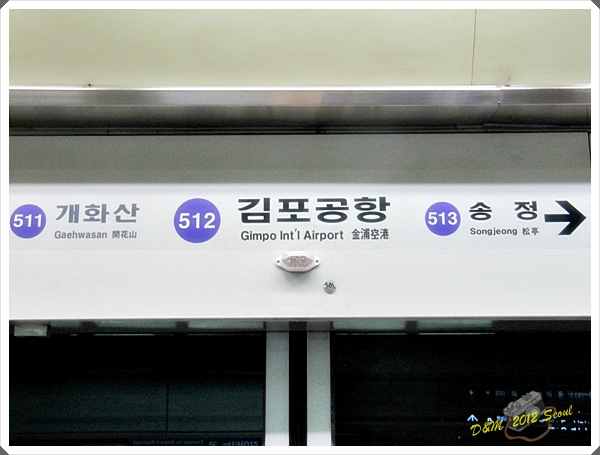 511 개화산 Gaehwasan 開花山
512 김포공항 Gimpo Int'l Airport 金浦空港
513 송정 Songjeong 松亭
D&M 2012 Seoul.